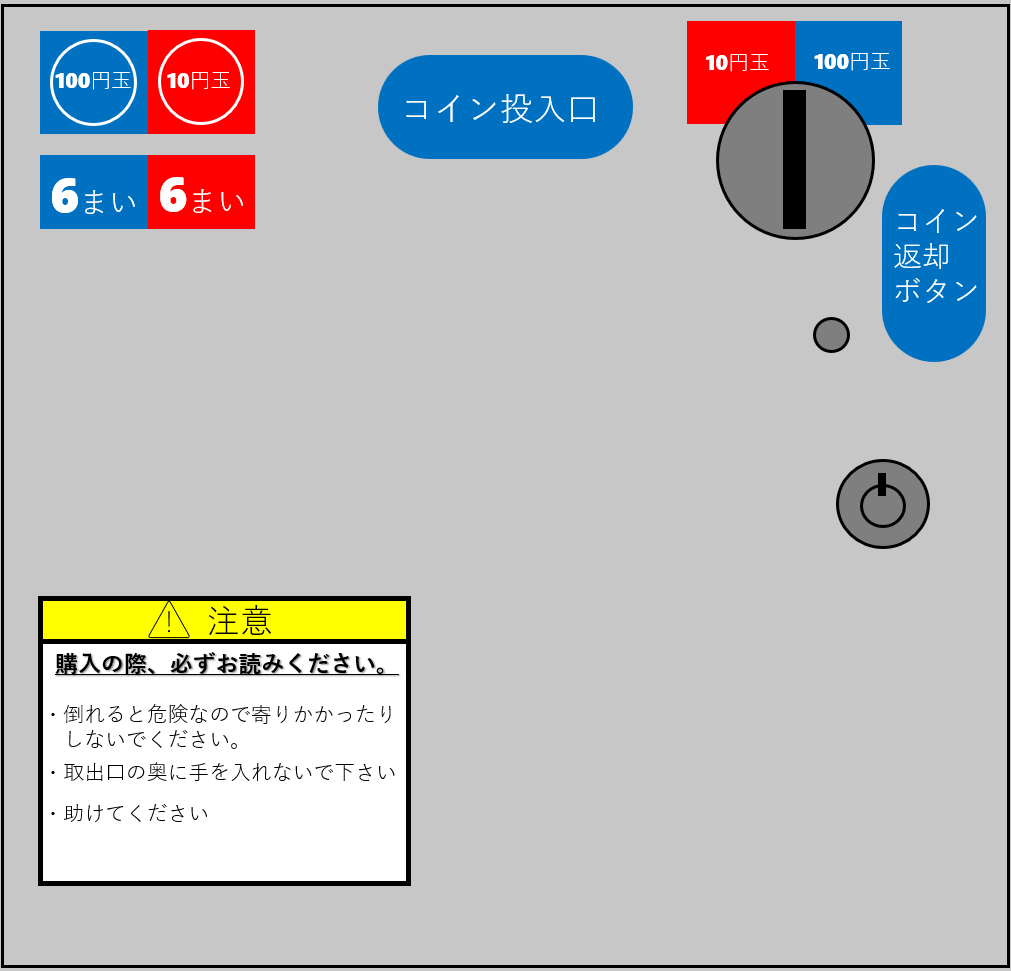 100円玉 10円玉
6まい 6まい
コイン投入口
10円玉 100円玉
コイン
返却
ボタン
注意
購入の際、必ずお読みください。
・倒れると危険なので寄りかかったり
しないでください。
・取出口の奥に手を入れないで下さい
・助けてください